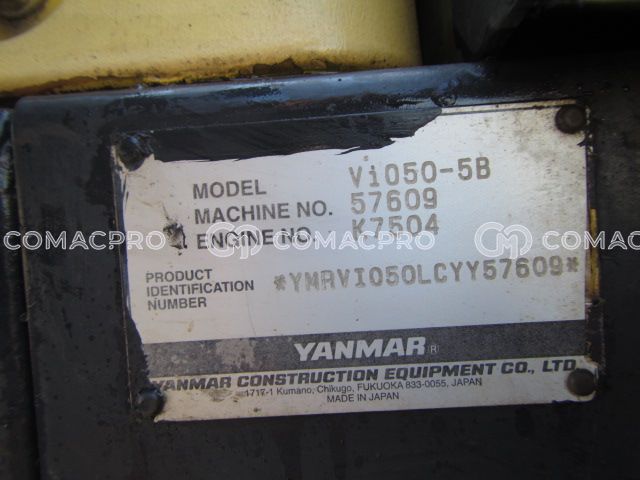 MODEL Vi050-5B
MACHINE NO. 57609
ENGINE NO. K7504
COMACPRO COMACPRO COMACPRO
PRODUCT
IDENTIFICATION
NUMBER
*YMRVI050LCYY57609*
YANMAR®
YANMAR CONSTRUCTION EQUIPMENT CO., LTD.
1717-1 Kumano, Chikugo, FUKUOKA 833-0055, JAPAN
MADE IN JAPAN